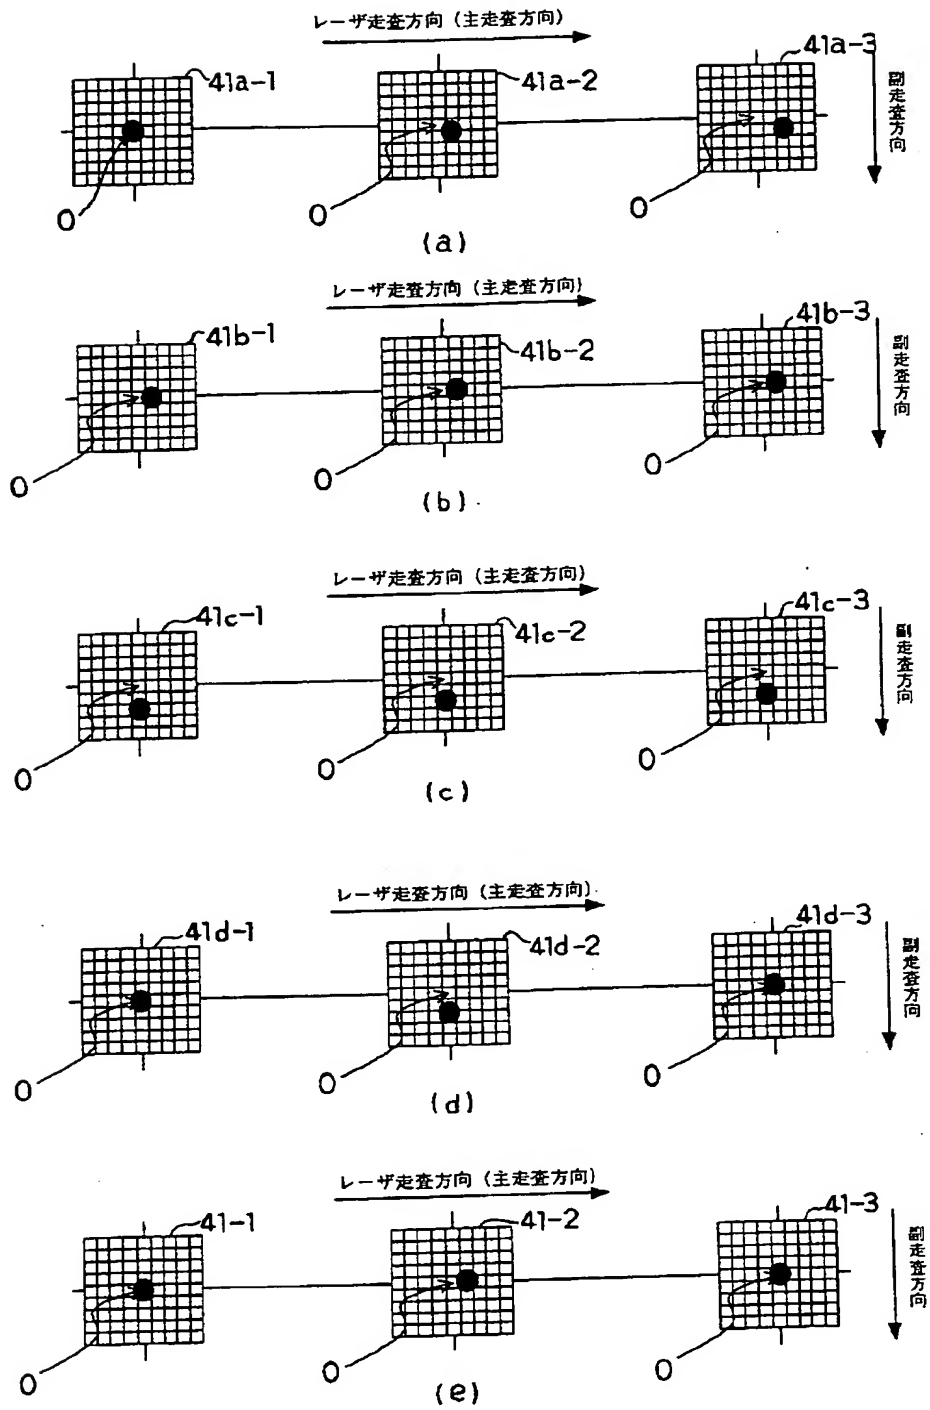 レーザ走査方向（主走査方向）
41a-1
41a-2
41a-3
副走査方向
O
O
O
(a)
レーザ走査方向（主走査方向）
41b-1
41b-2
41b-3
副走査方向
O
O
O
(b)
レーザ走査方向（主走査方向）
41c-1
41c-2
41c-3
副走査方向
O
O
O
(c)
レーザ走査方向（主走査方向）
41d-1
41d-2
41d-3
副走査方向
O
O
O
(d)
レーザ走査方向（主走査方向）
41-1
41-2
41-3
副走査方向
O
O
O
(e)